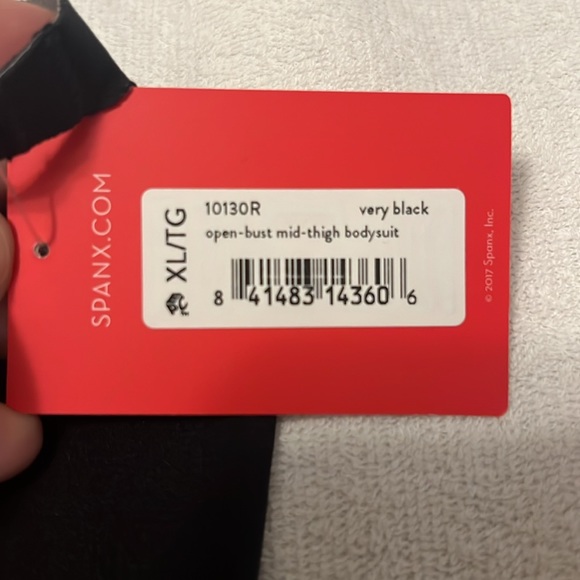 SPANX.COM
XL/TG
10130R very black
open-bust mid-thigh bodysuit
8 41483 14360 6
© 2017 Spanx, Inc.